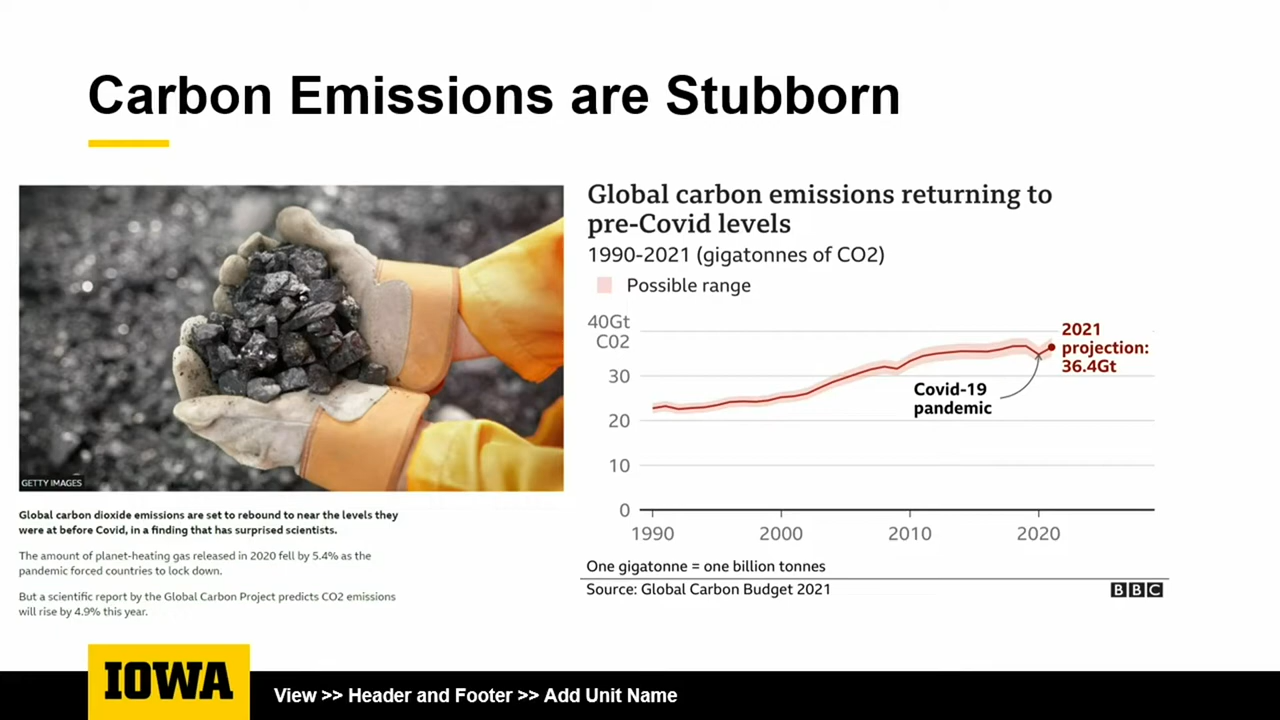 Carbon Emissions are Stubborn
GETTY IMAGES
Global carbon dioxide emissions are set to rebound to near the levels they
were at before Covid, in a finding that has surprised scientists.
The amount of planet-heating gas released in 2020 fell by 5.4% as the
pandemic forced countries to lock down.
But a scientific report by the Global Carbon Project predicts CO2 emissions
will rise by 4.9% this year.
Global carbon emissions returning to
pre-Covid levels
1990-2021 (gigatonnes of CO2)
Possible range
40Gt
C02
30
20
10
0
2021
projection:
36.4Gt
Covid-19
pandemic
1990 2000 2010 2020
One gigatonne = one billion tonnes
Source: Global Carbon Budget 2021
BBC
IOWA
View >> Header and Footer >> Add Unit Name